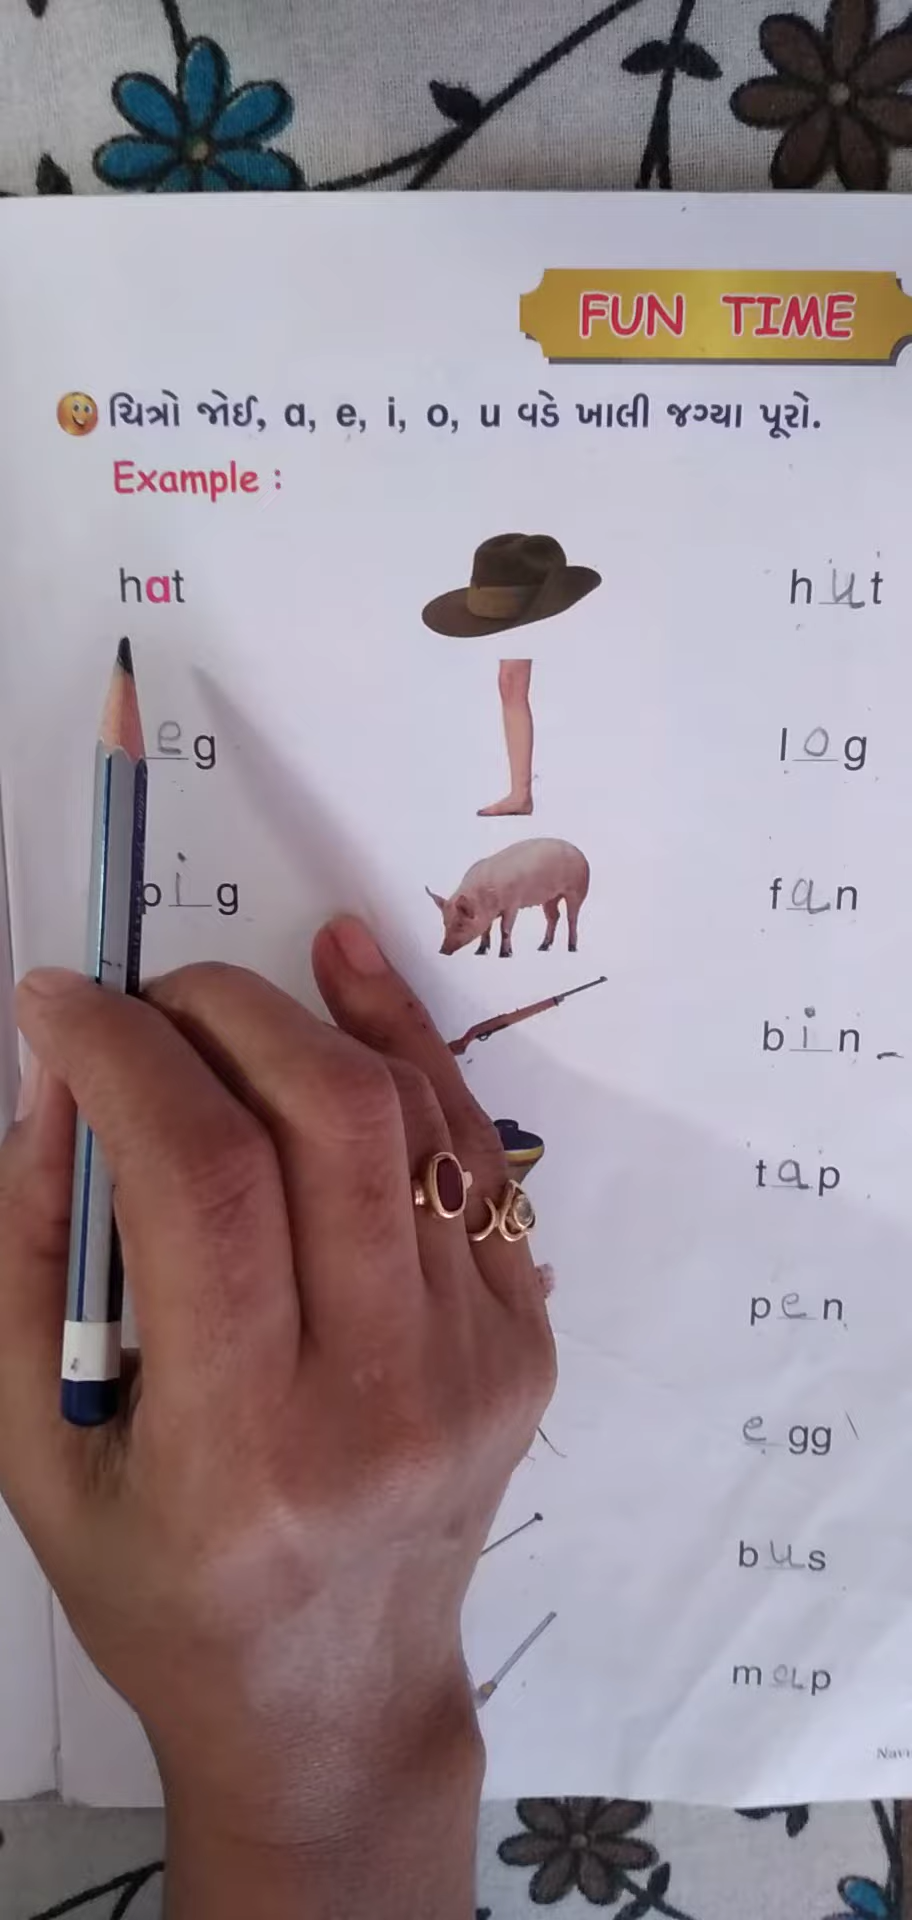 FUN TIME
ચિત્રો જોઈ, a, e, i, o, u વડે ખાલી જગ્યા પૂરો.
Example :
hat
hut
eg
log
pig
fan
bin
tap
pen
egg
bus
map